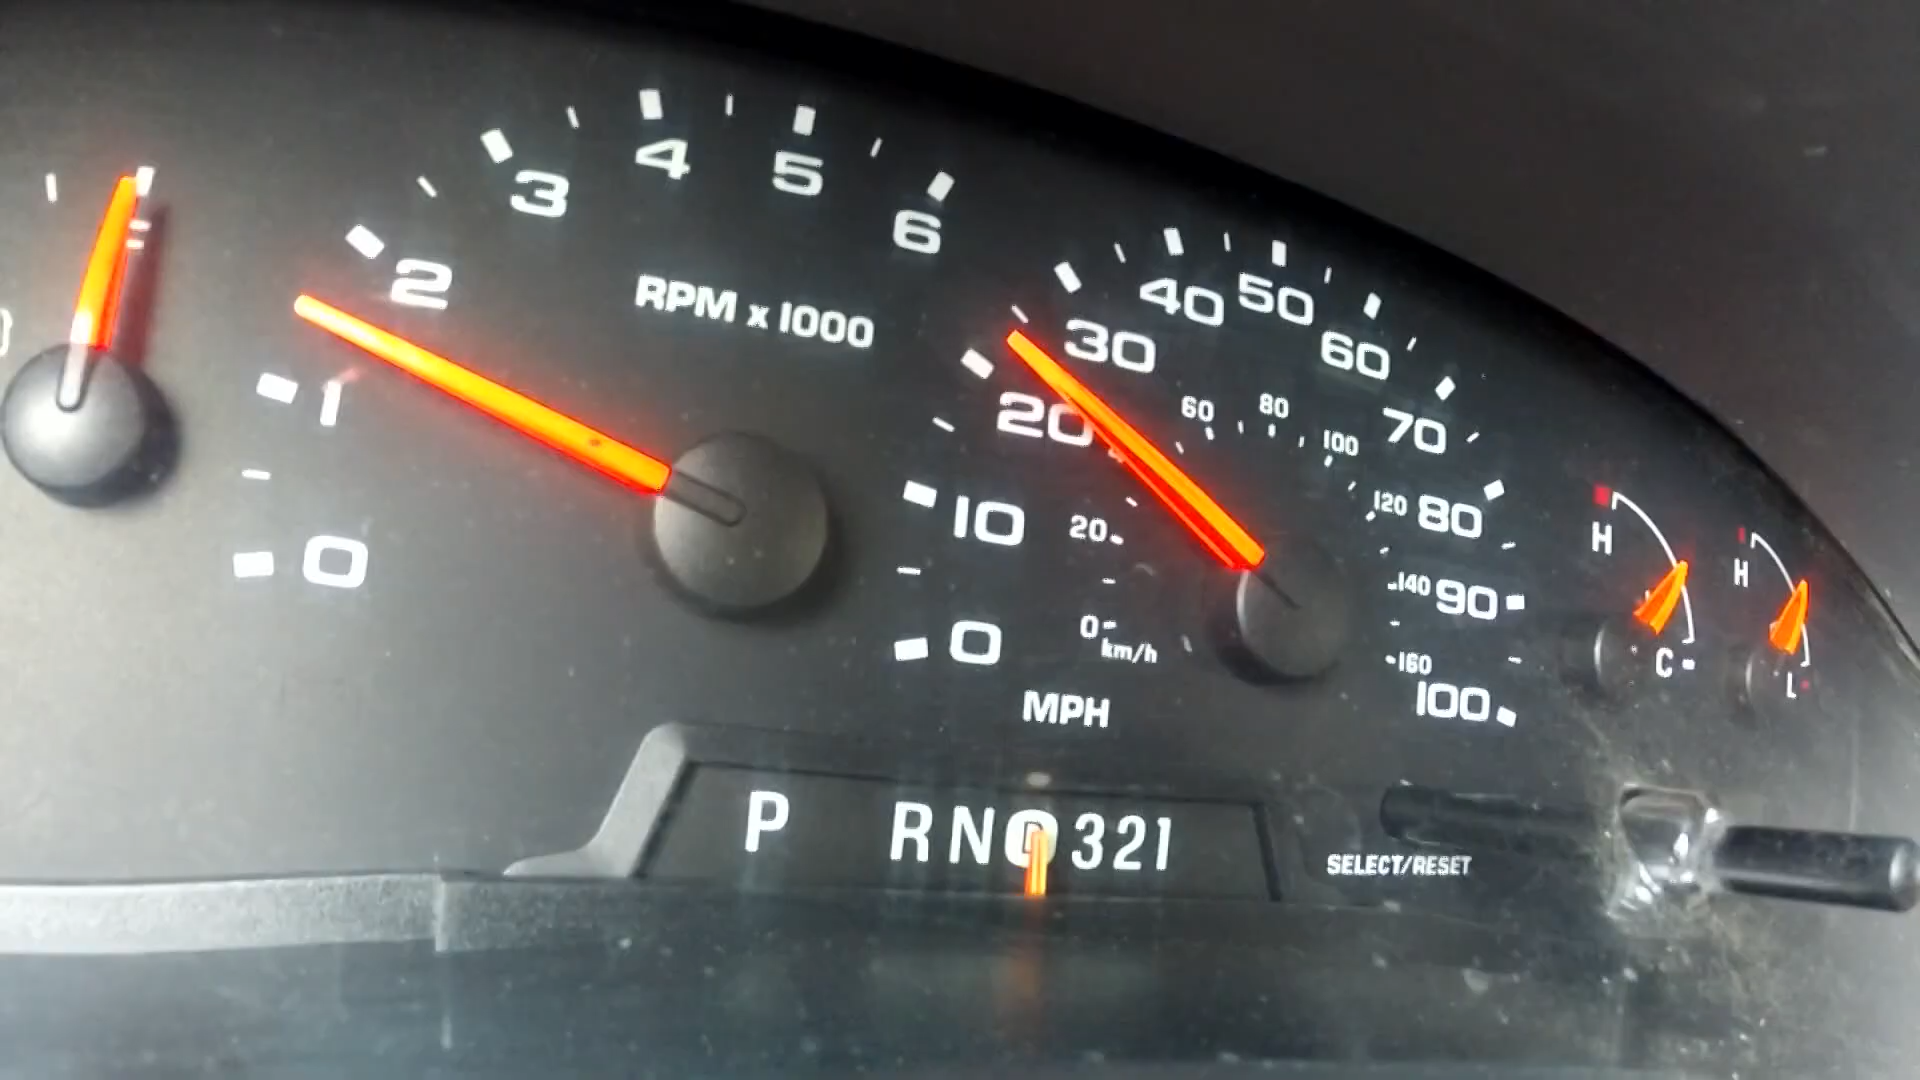 0 1 2 3 4 5 6
RPM x 1000
0 10 20 30 40 50 60 70 80 90 100
MPH
0 20 60 80 100 120 140 160
km/h
H
C
H
L
P RND321
SELECT/RESET